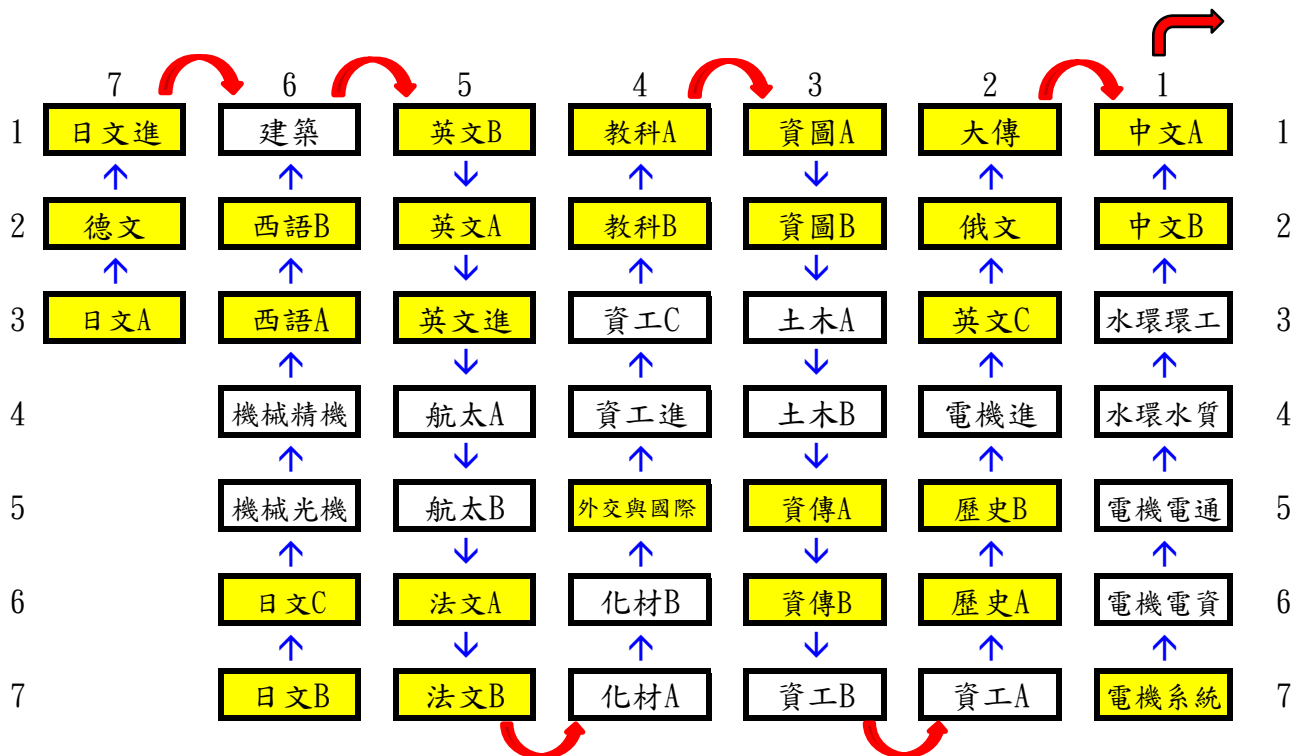 7 6 5 4 3 2 1
1 日文進 建築 英文B 教科A 資圖A 大傳 中文A 1
2 德文 西語B 英文A 教科B 資圖B 俄文 中文B 2
3 日文A 西語A 英文進 資工C 土木A 英文C 水環環工 3
4 機械精機 航太A 資工進 土木B 電機進 水環水質 4
5 機械光機 航太B 外交與國際 資傳A 歷史B 電機電通 5
6 日文C 法文A 化材B 資傳B 歷史A 電機電資 6
7 日文B 法文B 化材A 資工B 資工A 電機系統 7